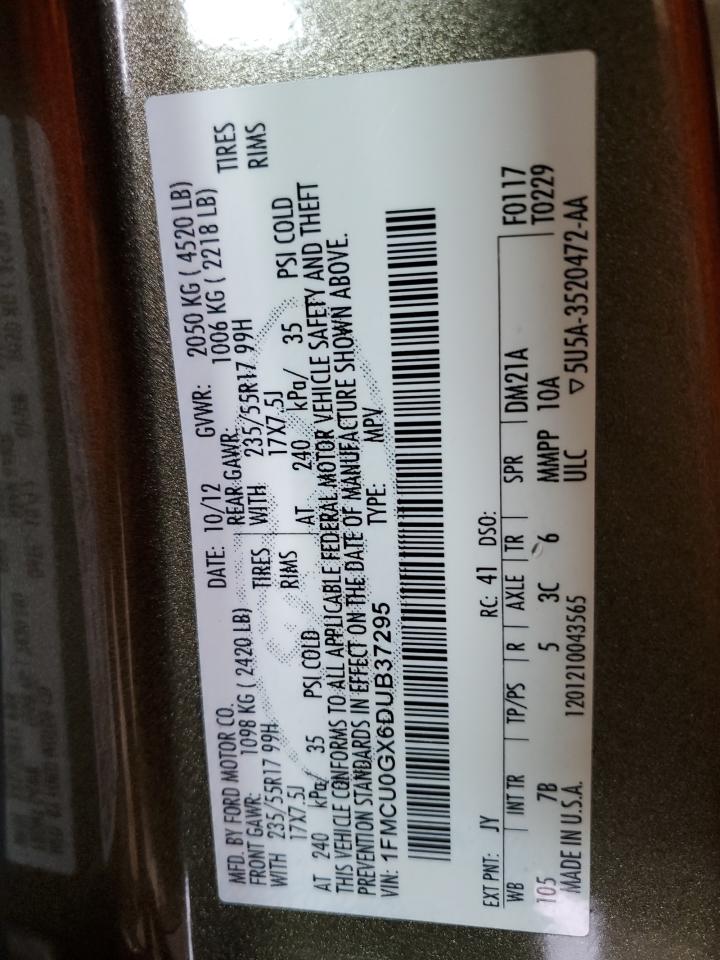 MFD. BY FORD MOTOR CO. DATE: 10/12 GVWR: 2050 KG ( 4520 LB)
FRONT GAWR: 1098 KG ( 2420 LB) REAR GAWR: 1006 KG ( 2218 LB)
WITH 235/55R17 99H TIRES WITH 235/55R17 99H TIRES
17X7.5J RIMS 17X7.5J RIMS
AT 240 kPa/ 35 PSI COLD AT 240 kPa/ 35 PSI COLD
THIS VEHICLE CONFORMS TO ALL APPLICABLE FEDERAL MOTOR VEHICLE SAFETY AND THEFT
PREVENTION STANDARDS IN EFFECT ON THE DATE OF MANUFACTURE SHOWN ABOVE.
VIN: 1FMCU0GX6DUB37295 TYPE: MPV
EXT PNT: JY RC: 41 DSO:
WB INT TR TP/PS R AXLE TR SPR DM21A F0117
105 7B 5 3C 6 MMPP 10A T0229
MADE IN U.S.A. 1201210043565 ULC ▽5U5A-3520472-AA